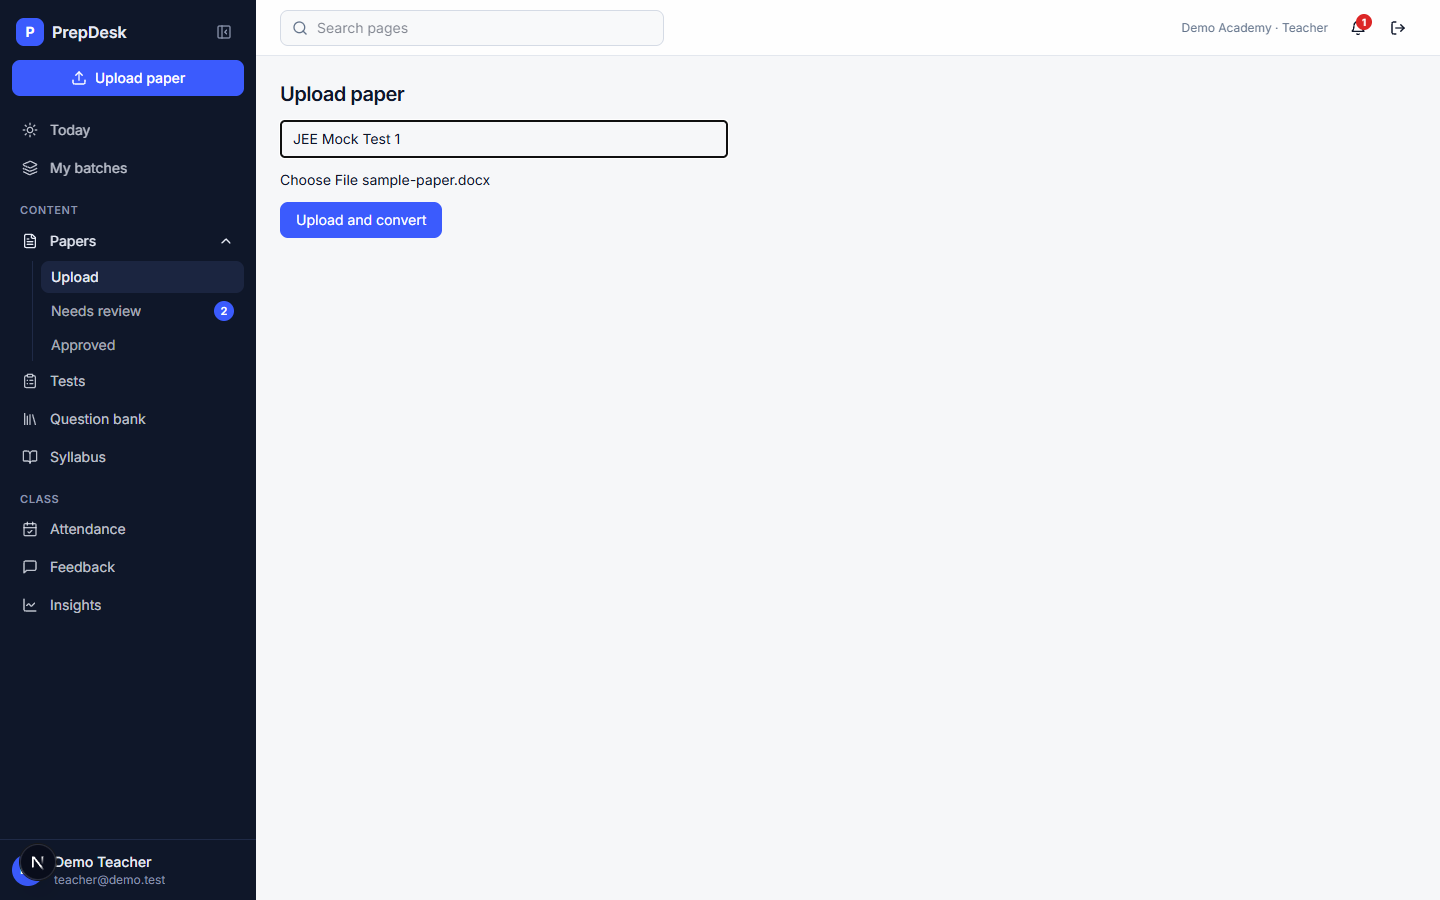 P PrepDesk
Upload paper
Today
My batches
CONTENT
Papers
Upload
Needs review 2
Approved
Tests
Question bank
Syllabus
CLASS
Attendance
Feedback
Insights
N Demo Teacher
teacher@demo.test
Search pages
Demo Academy · Teacher 1
Upload paper
JEE Mock Test 1
Choose File sample-paper.docx
Upload and convert